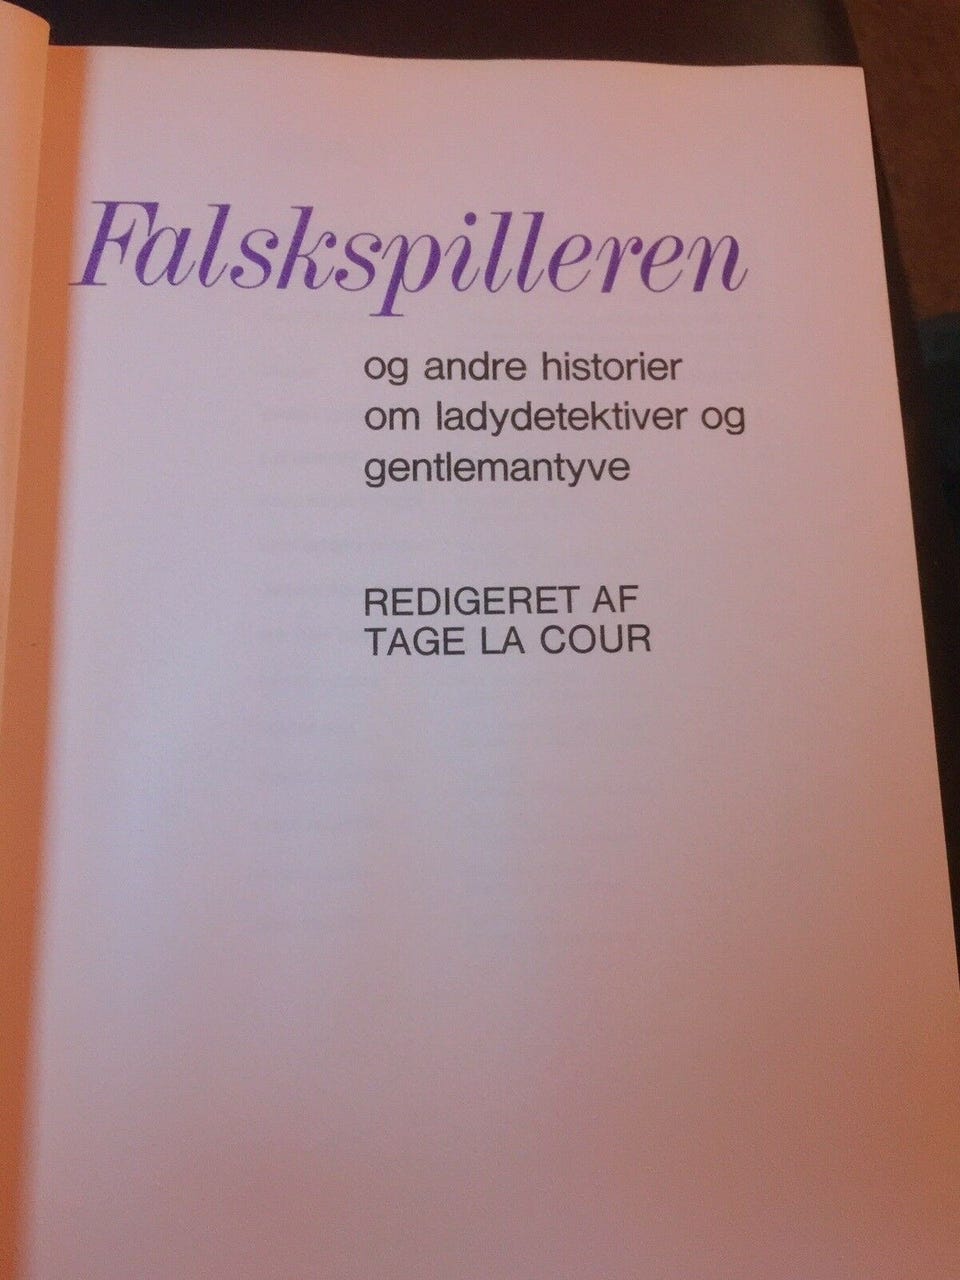 Falskspilleren
og andre historier
om ladydetektiver og
gentlemantyve
REDIGERET AF
TAGE LA COUR